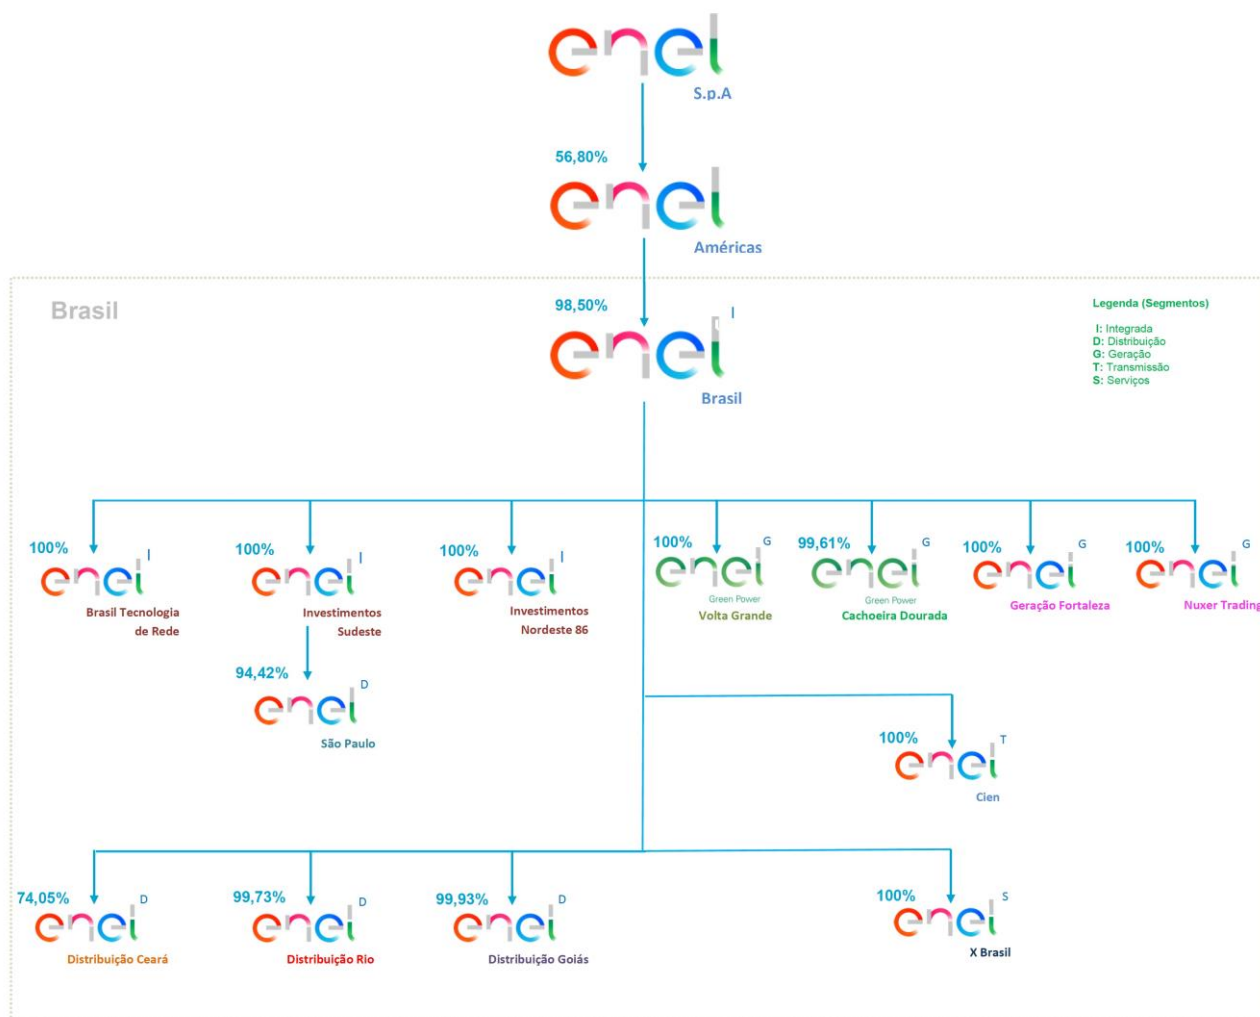 enel
S.p.A
56,80%
enel
Américas
Brasil
98,50%
I
enel
Brasil
Legenda (Segmentos)
I: Integrada
D: Distribuição
G: Geração
T: Transmissão
S: Serviços
100%
I
enel
Brasil Tecnologia
de Rede
100%
I
enel
Investimentos
Sudeste
100%
I
enel
Investimentos
Nordeste 86
100%
G
enel
Green Power
Volta Grande
99,61%
G
enel
Green Power
Cachoeira Dourada
100%
G
enel
Geração Fortaleza
100%
G
enel
Nuxer Trading
94,42%
D
enel
São Paulo
100%
T
enel
Cien
74,05%
D
enel
Distribuição Ceará
99,73%
D
enel
Distribuição Rio
99,93%
D
enel
Distribuição Goiás
100%
S
enel
X Brasil